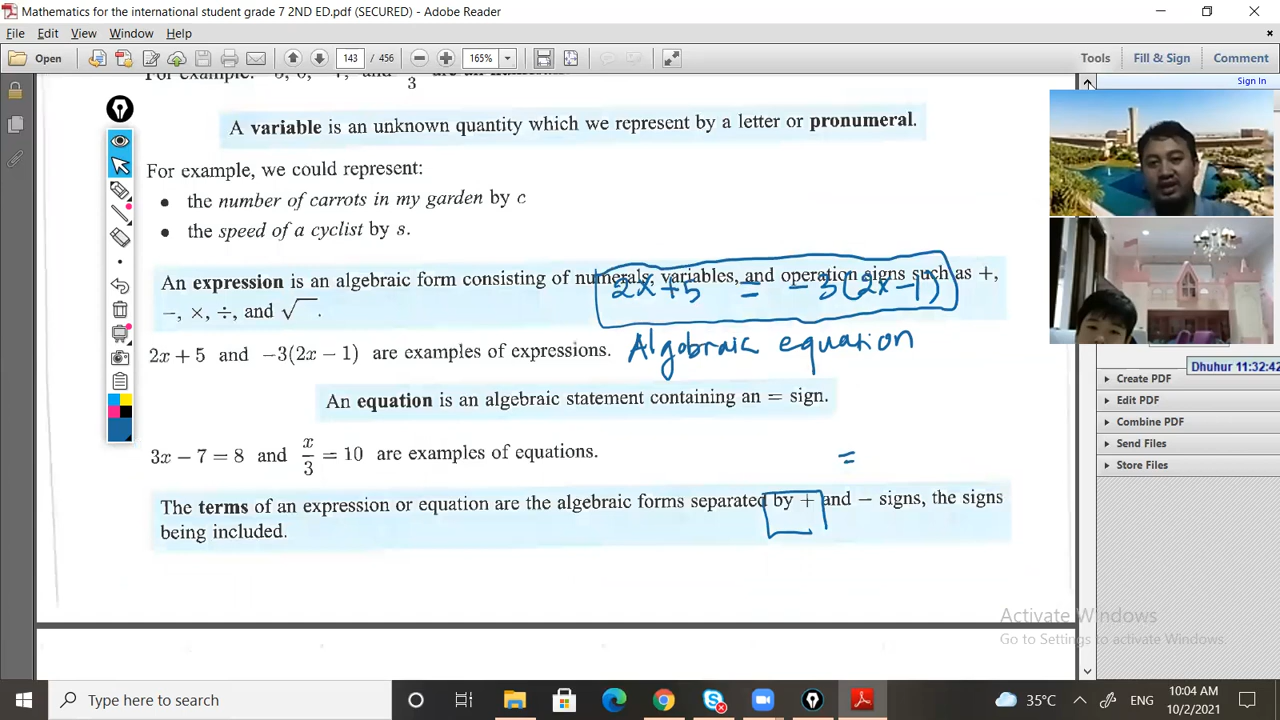 Mathematics for the international student grade 7 2ND ED.pdf (SECURED) - Adobe Reader
File Edit View Window Help
Open 143 / 456 165% Tools Fill & Sign Comment
Sign In
3
A variable is an unknown quantity which we represent by a letter or pronumeral.
For example, we could represent:
• the number of carrots in my garden by c
• the speed of a cyclist by s.
An expression is an algebraic form consisting of numerals, variables, and operation signs such as +,
−, ×, ÷, and √ .
2x+5 = -3(2x-1)
2x + 5 and −3(2x − 1) are examples of expressions.
Algebraic equation
An equation is an algebraic statement containing an = sign.
3x − 7 = 8 and x/3 = 10 are examples of equations.
=
The terms of an expression or equation are the algebraic forms separated by + and − signs, the signs
being included.
Dhuhur 11:32:42
Create PDF
Edit PDF
Combine PDF
Send Files
Store Files
Activate Windows
Go to Settings to activate Windows.
Type here to search
35°C ENG 10:04 AM
10/2/2021